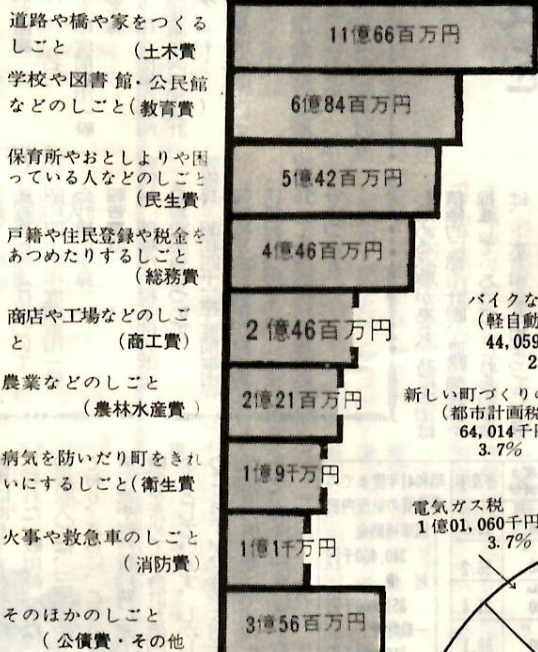 道路や橋や家をつくる
しごと　（土木費
11億66百万円
学校や図書館・公民館
などのしごと（教育費
6億84百万円
保育所やおとしよりや困
っている人などのしごと
（民生費
5億42百万円
戸籍や住民登録や税金を
あつめたりするしごと
（総務費
4億46百万円
商店や工場などのしご
と　（商工費）
2億46百万円
農業などのしごと
（農林水産費）
2億21百万円
病気を防いだり町をきれ
いにするしごと（衛生費
1億9千万円
火事や救急車のしごと
（消防費）
1億1千万円
そのほかのしごと
（公債費・その他
3億56百万円
バイクな
（軽自動
44,059
2
新しい町づくりの
（都市計画税
64,014千円
3.7%
電気ガス税
1億01,060千円
3.7%